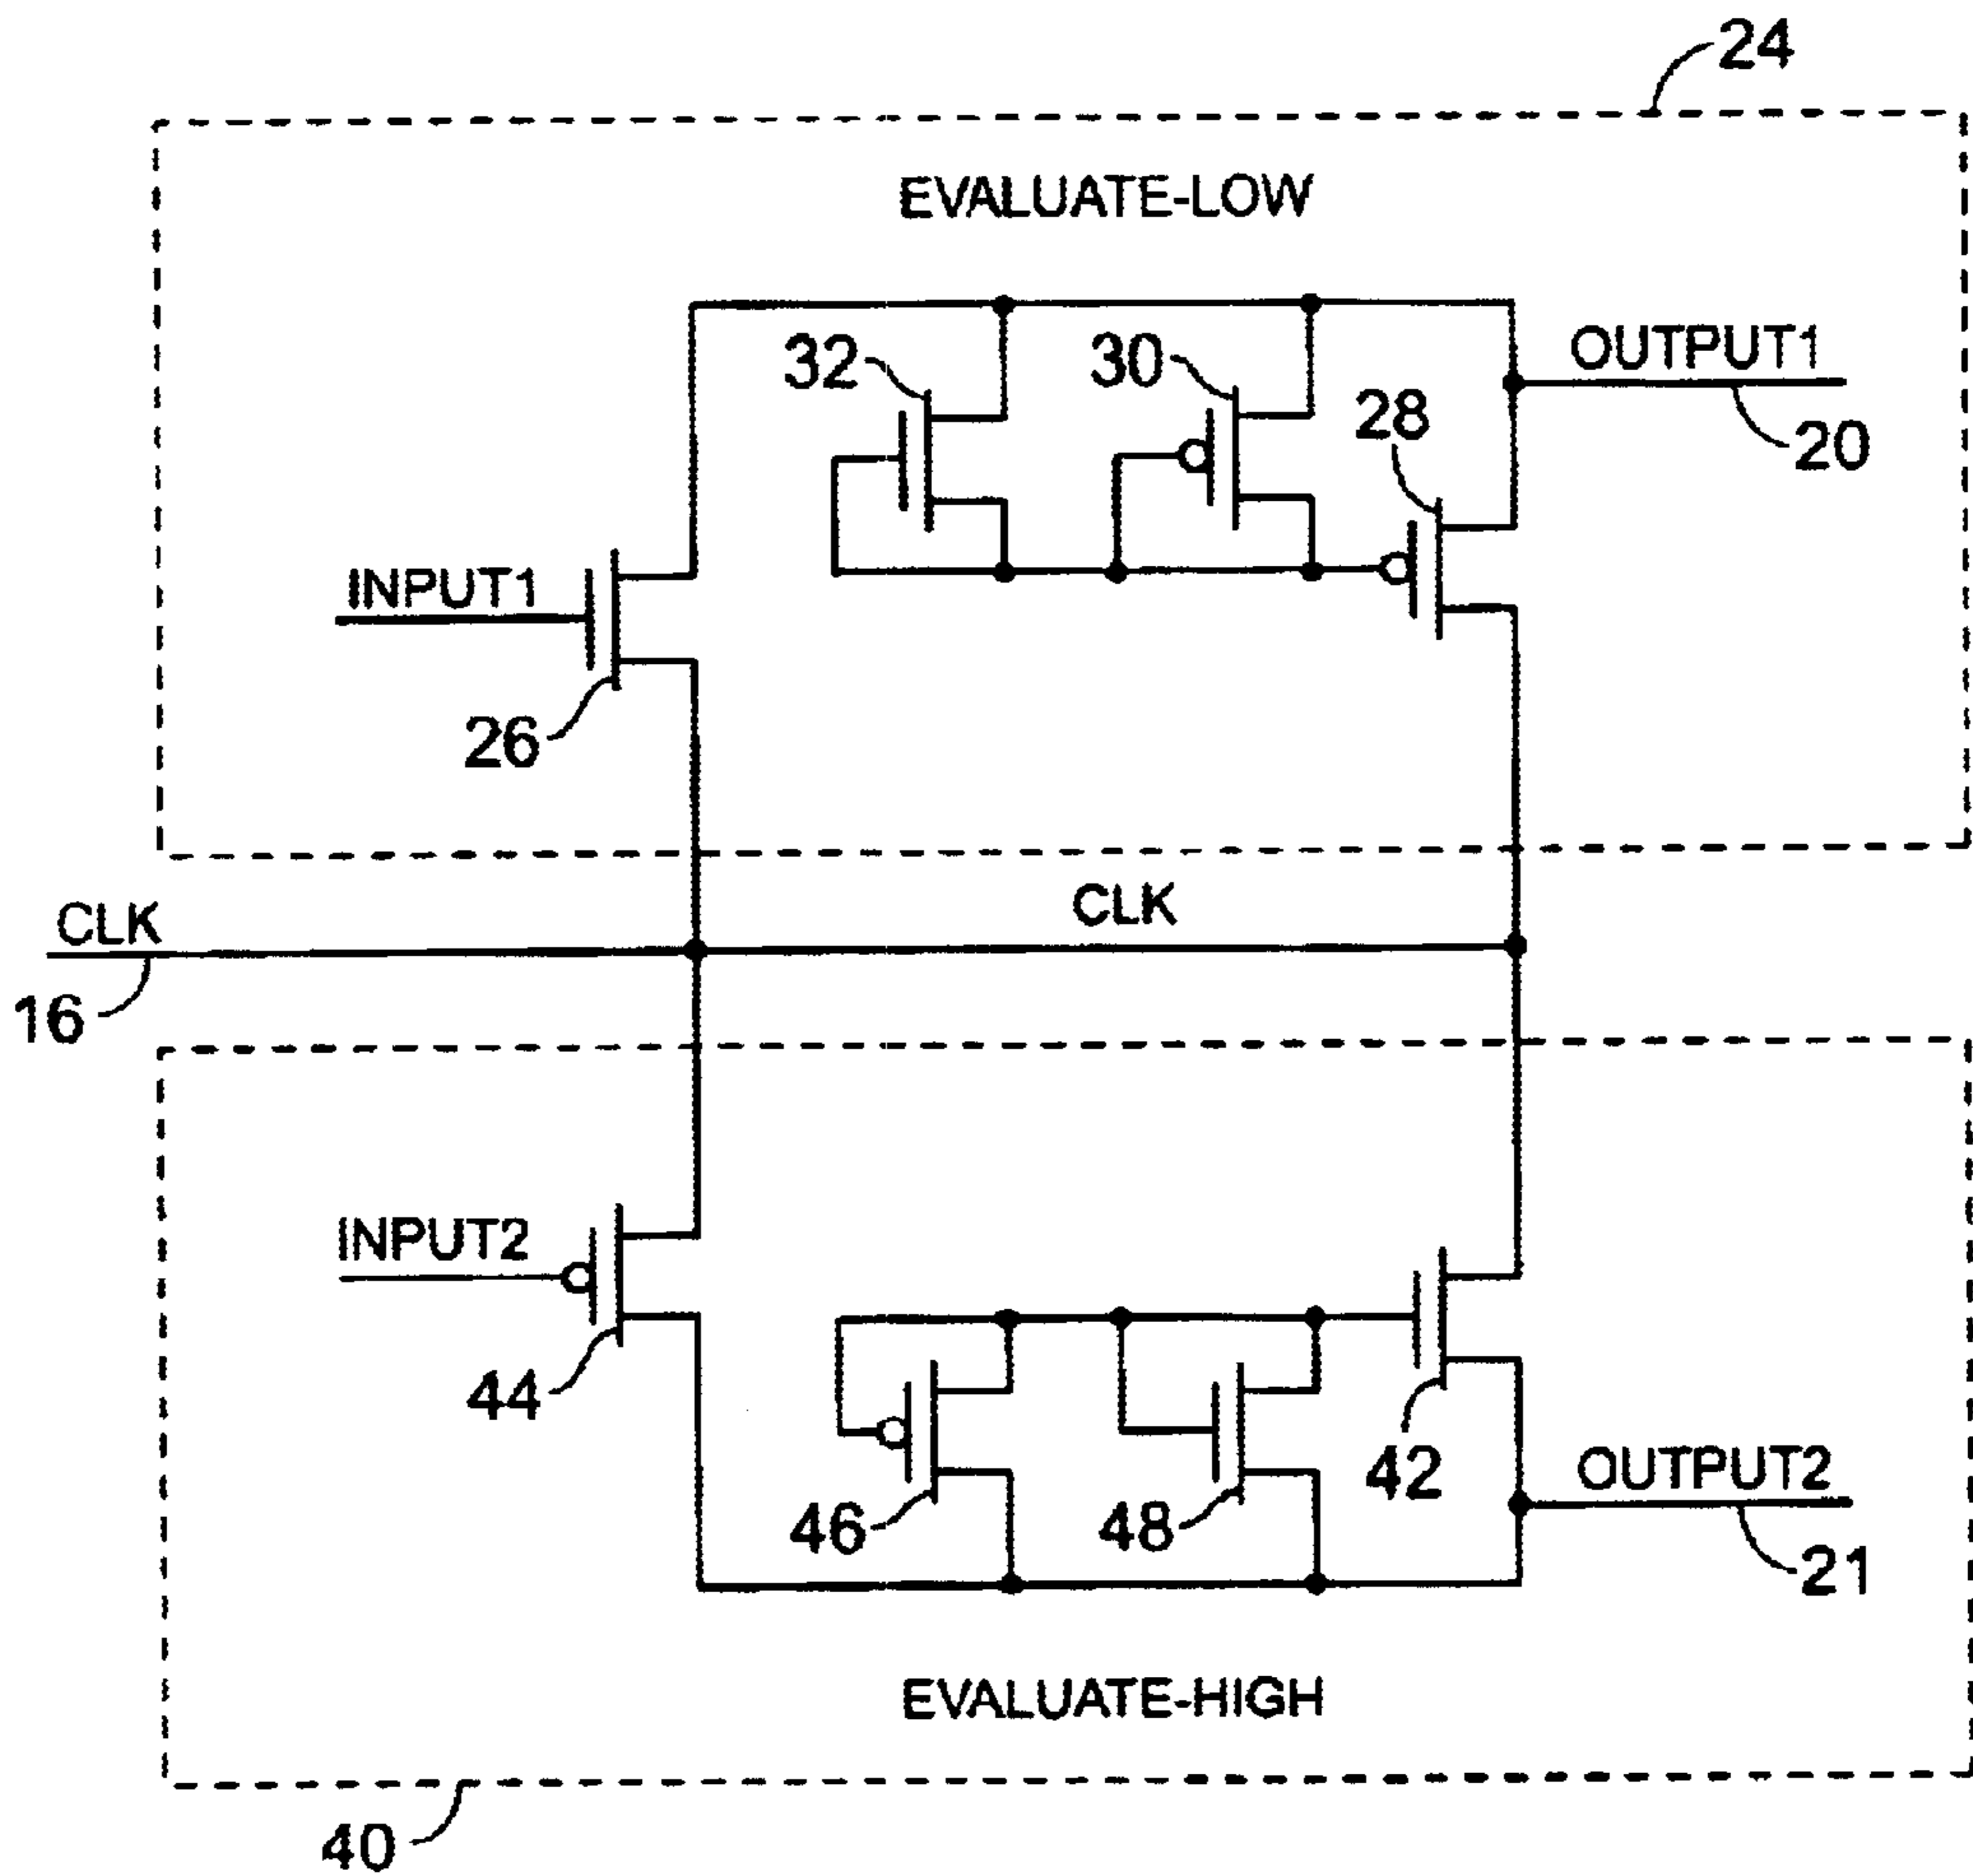 24
EVALUATE-LOW
32
30
28
OUTPUT1
20
INPUT1
26
CLK
CLK
16
INPUT2
44
46
48
42
OUTPUT2
21
EVALUATE-HIGH
40